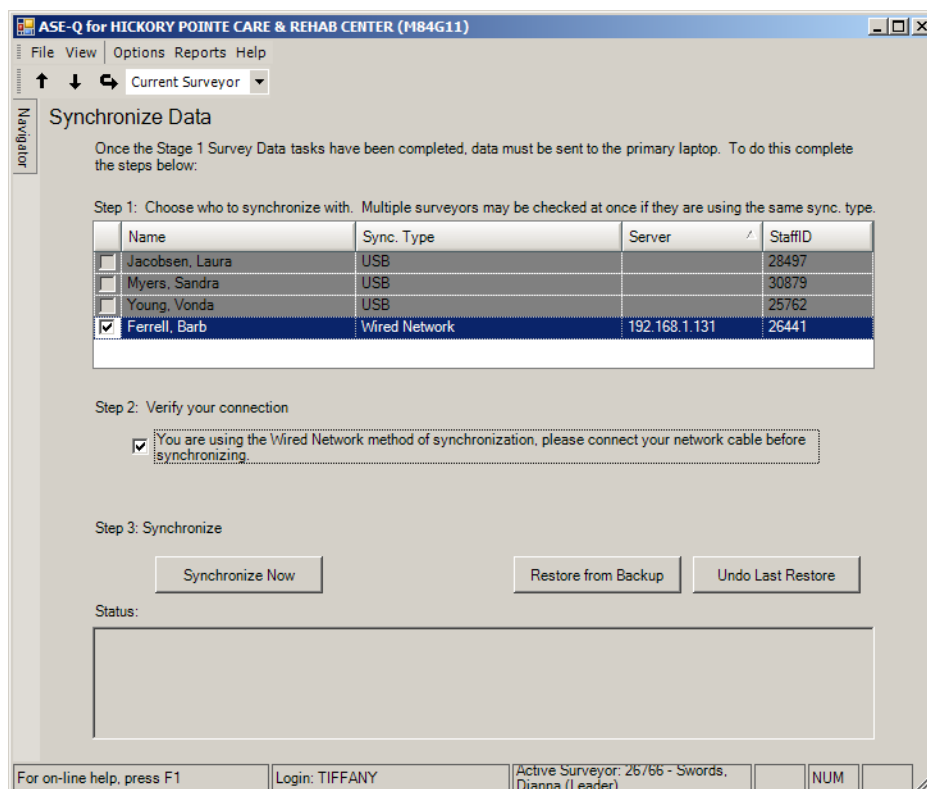 ASE-Q for HICKORY POINTE CARE & REHAB CENTER (M84G11)
File View Options Reports Help
Current Surveyor
Navigator
Synchronize Data
Once the Stage 1 Survey Data tasks have been completed, data must be sent to the primary laptop. To do this complete
the steps below:
Step 1: Choose who to synchronize with. Multiple surveyors may be checked at once if they are using the same sync. type.
Name Sync. Type Server StaffID
Jacobsen, Laura USB 28497
Myers, Sandra USB 30879
Young, Vonda USB 25762
Ferrell, Barb Wired Network 192.168.1.131 26441
Step 2: Verify your connection
You are using the Wired Network method of synchronization, please connect your network cable before
synchronizing.
Step 3: Synchronize
Synchronize Now Restore from Backup Undo Last Restore
Status:
For on-line help, press F1 Login: TIFFANY Active Surveyor: 26766 - Swords,
Dianna (Leader) NUM